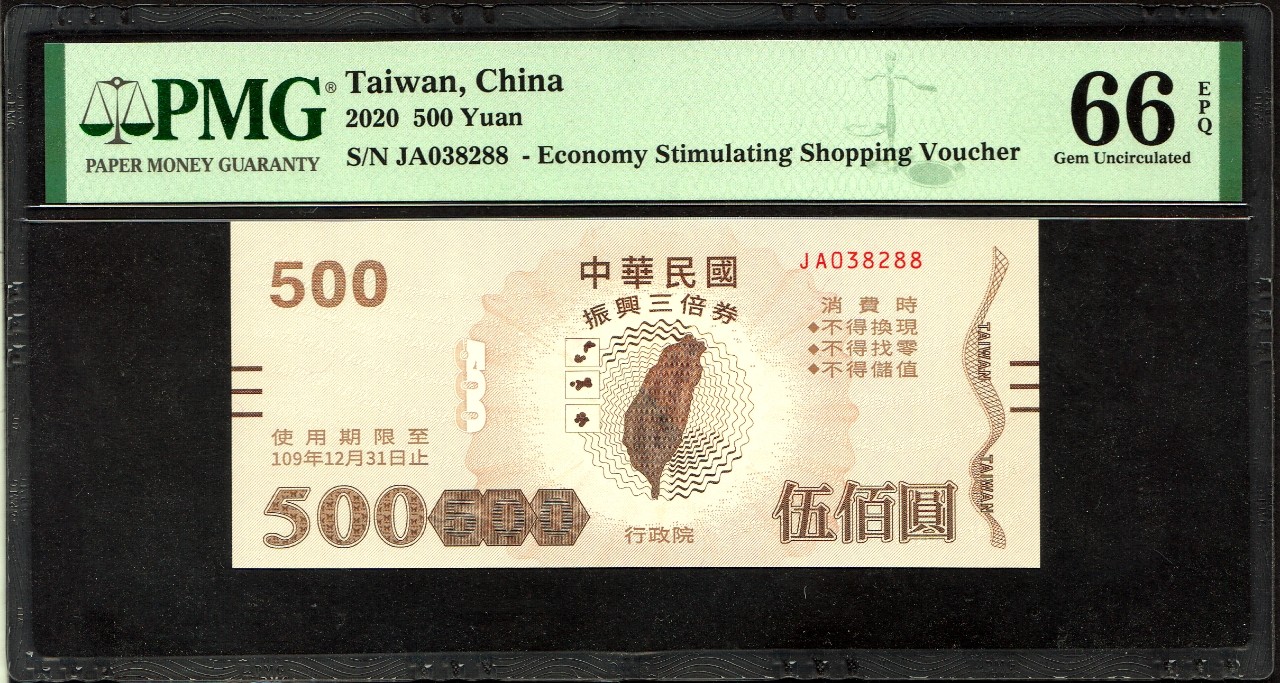 PMG®
PAPER MONEY GUARANTY
Taiwan, China
2020 500 Yuan
S/N JA038288 - Economy Stimulating Shopping Voucher
66
EPQ
Gem Uncirculated
500
中華民國
振興三倍券
JA038288
消費時
◆不得換現
◆不得找零
◆不得儲值
TAIWAN
TAIWAN
使用期限至
109年12月31日止
500
500
行政院
伍佰圓